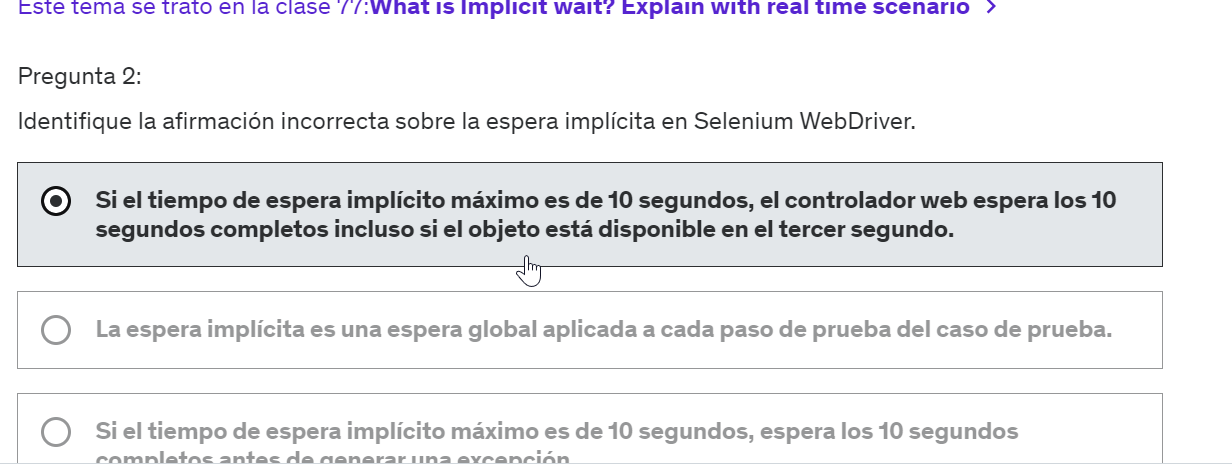 Este tema se trató en la clase 77:What is Implicit wait? Explain with real time scenario
Pregunta 2:
Identifique la afirmación incorrecta sobre la espera implícita en Selenium WebDriver.
Si el tiempo de espera implícito máximo es de 10 segundos, el controlador web espera los 10
segundos completos incluso si el objeto está disponible en el tercer segundo.
La espera implícita es una espera global aplicada a cada paso de prueba del caso de prueba.
Si el tiempo de espera implícito máximo es de 10 segundos, espera los 10 segundos
completos antes de generar una excepción